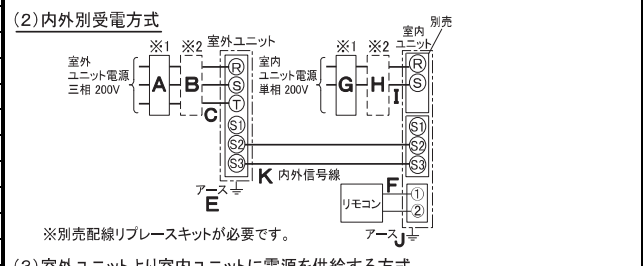 (2)内外別受電方式
別売
※1 ※2 室外ユニット
※1 ※2 室内
ユニット
室外
ユニット電源
三相 200V
A
B
C
R
S
T
S1
S2
S3
室内
ユニット電源
単相 200V
G
H
I
R
S
S1
S2
S3
K 内外信号線
アース
E
リモコン
F
①
②
アース
J
※別売配線リプレースキットが必要です。
(3)室外ユニットより室内ユニットに電源を供給する方式